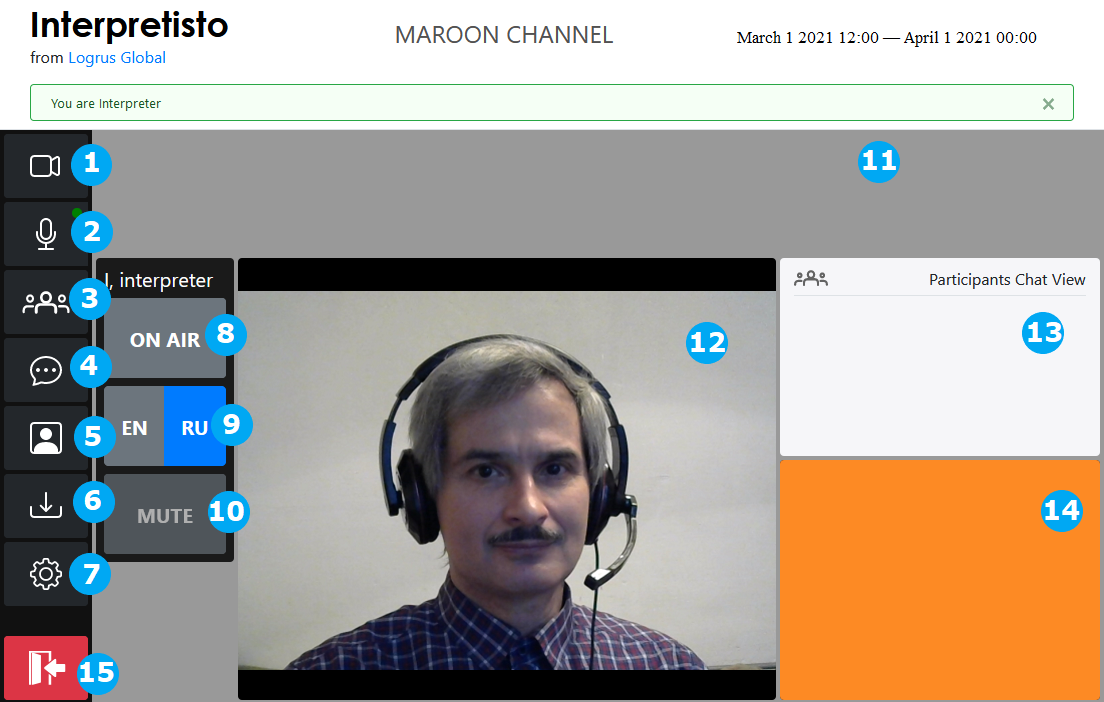 Interpretisto
from Logrus Global
MAROON CHANNEL
March 1 2021 12:00 — April 1 2021 00:00
You are Interpreter
×
1
2
3
4
5
6
7
15
I, interpreter
ON AIR
8
EN RU
9
MUTE
10
11
12
Participants Chat View
13
14